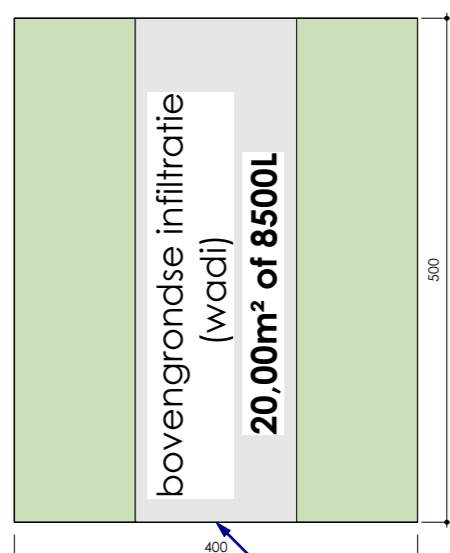 bovengrondse infiltratie
(wadi)
20,00m² of 8500L
500
400